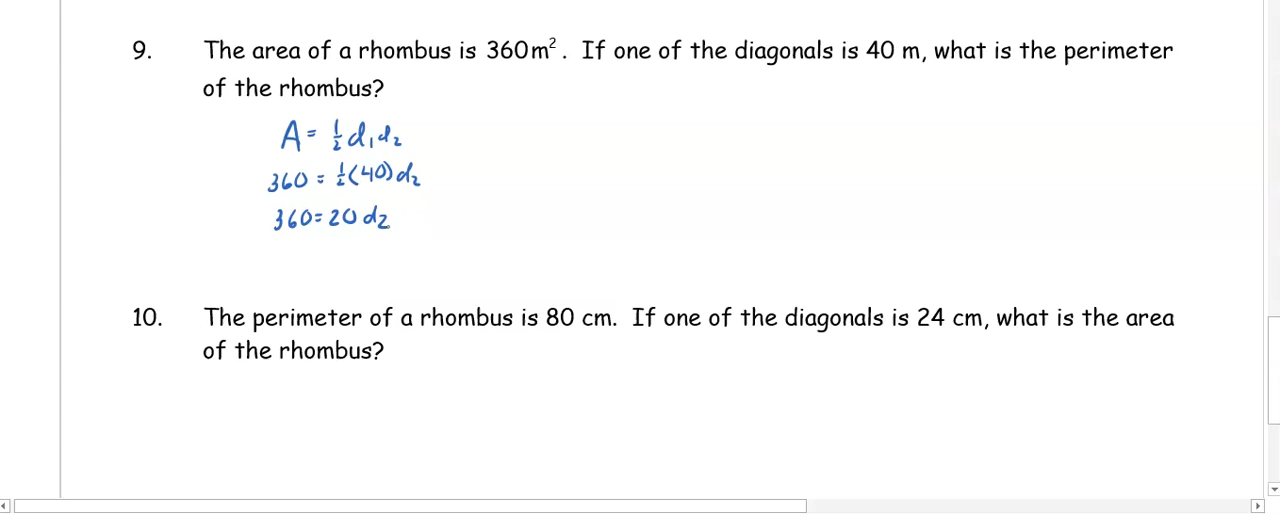 9. The area of a rhombus is 360m². If one of the diagonals is 40 m, what is the perimeter
of the rhombus?
A = ½d₁d₂
360 = ½(40)d₂
360=20d₂
10. The perimeter of a rhombus is 80 cm. If one of the diagonals is 24 cm, what is the area
of the rhombus?